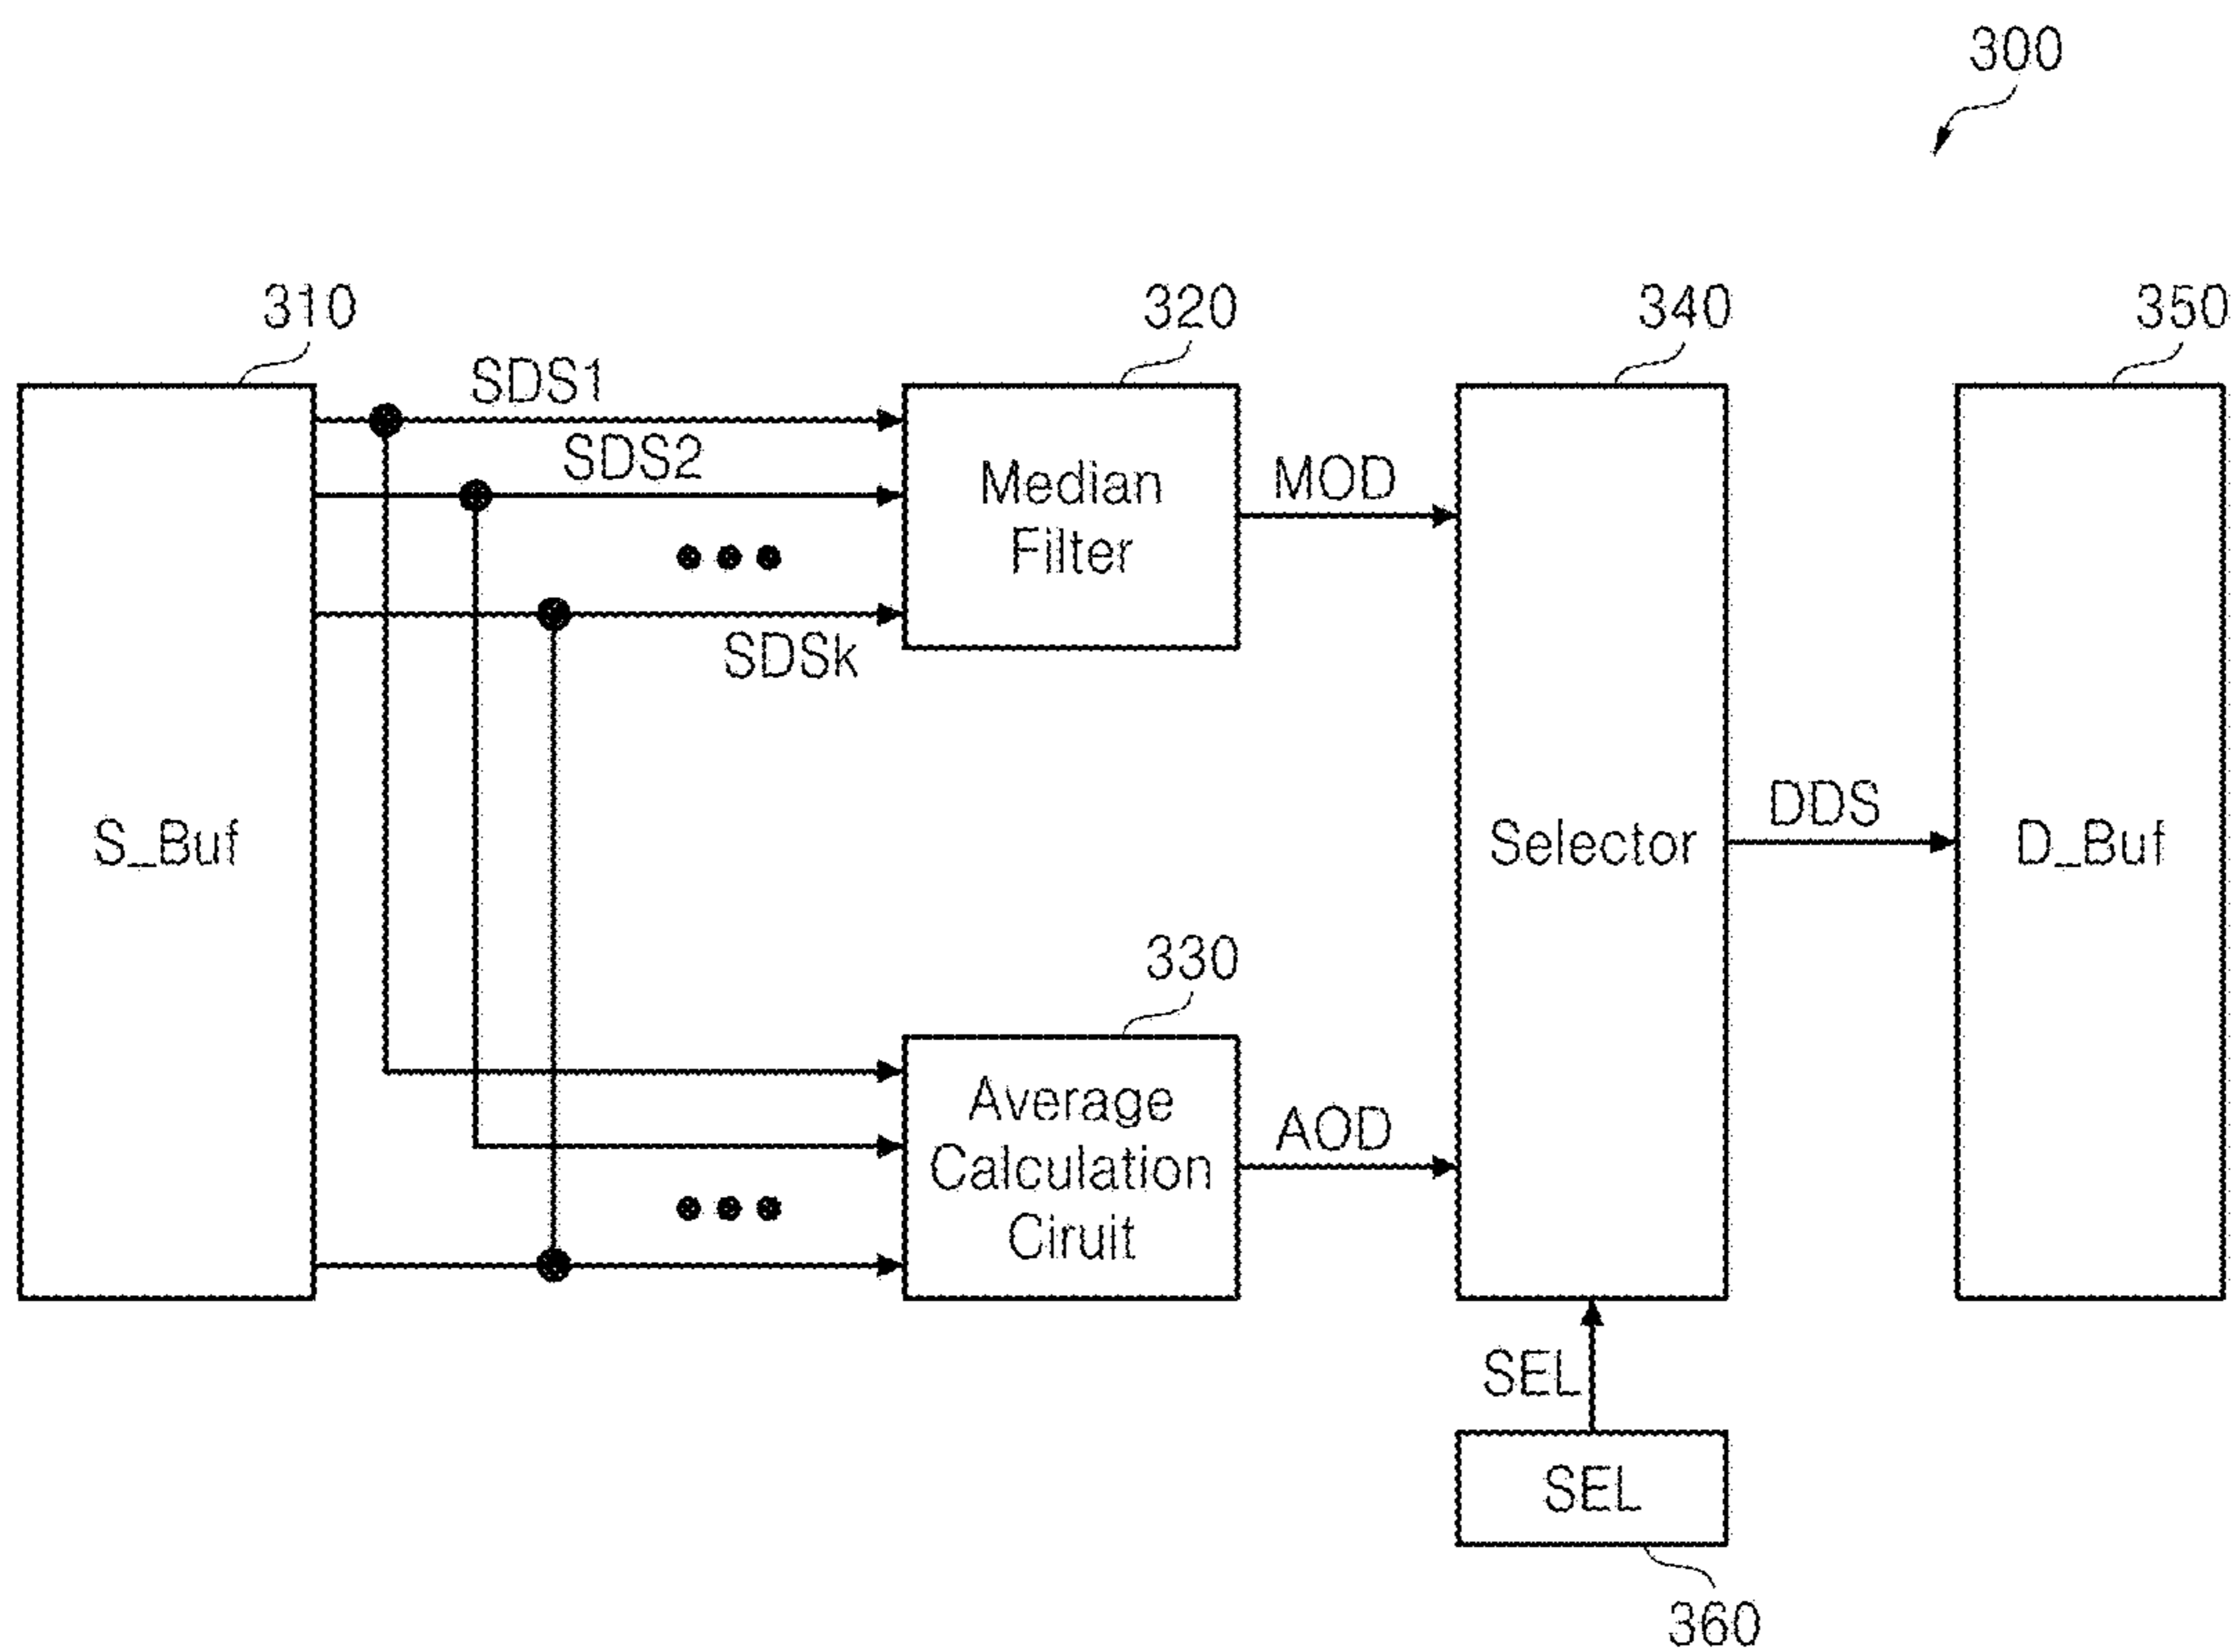 300
310
320
340
350
SDS1
SDS2
SDSk
Median
Filter
MOD
S_Buf
Selector
DDS
D_Buf
330
Average
Calculation
Ciruit
AOD
SEL
SEL
360